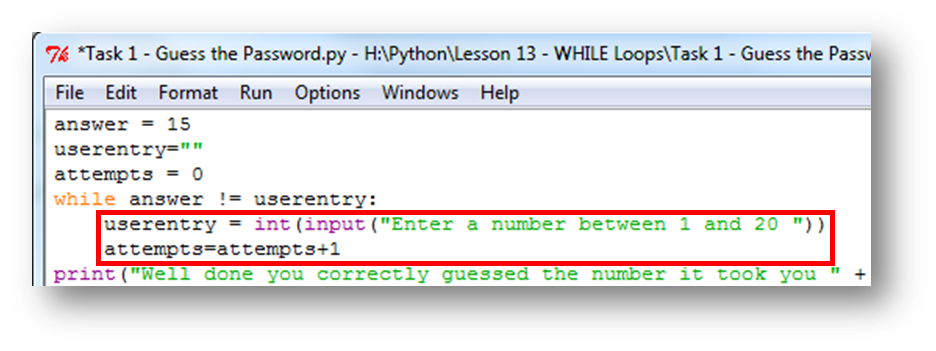 *Task 1 - Guess the Password.py - H:\Python\Lesson 13 - WHILE Loops\Task 1 - Guess the Passw
File Edit Format Run Options Windows Help
answer = 15
userentry=""
attempts = 0
while answer != userentry:
    userentry = int(input("Enter a number between 1 and 20 "))
    attempts=attempts+1
print("Well done you correctly guessed the number it took you " +